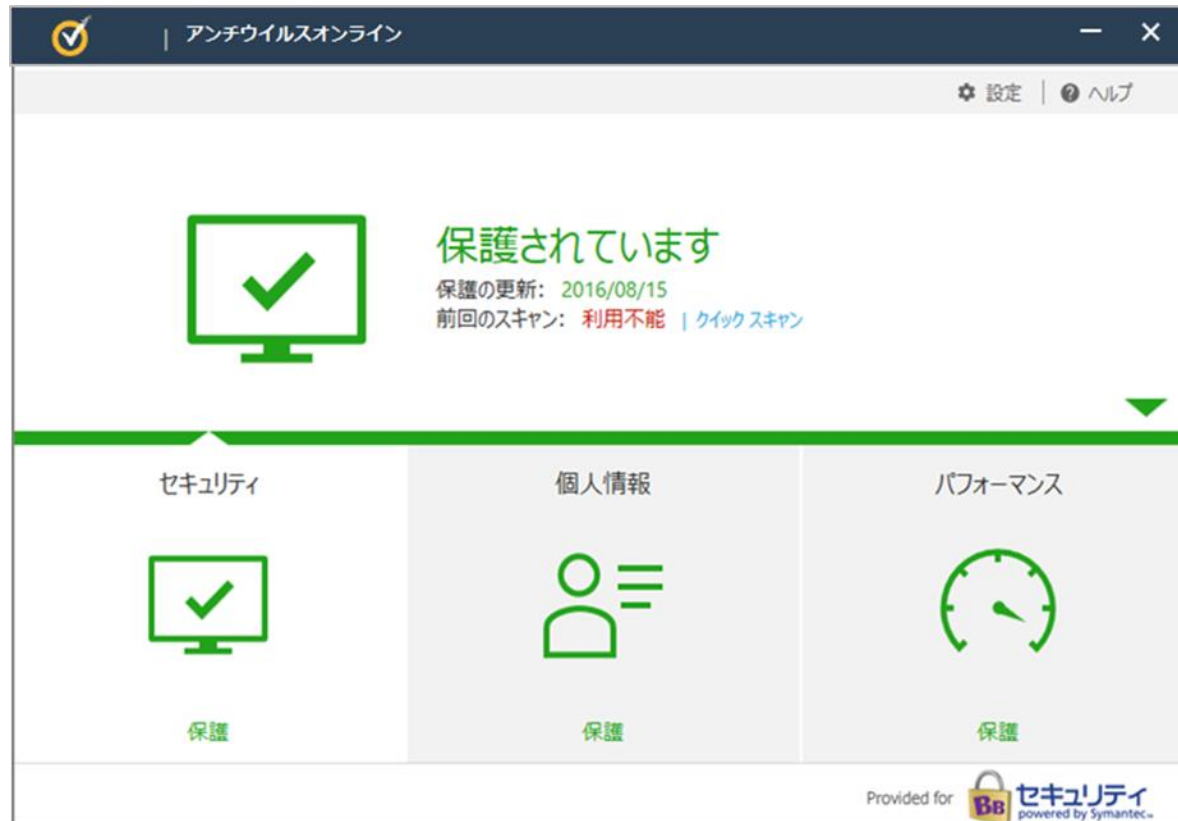 | アンチウイルスオンライン
設定 | ヘルプ
保護されています
保護の更新: 2016/08/15
前回のスキャン: 利用不能 | クイック スキャン
セキュリティ
個人情報
パフォーマンス
保護
保護
保護
Provided for BB セキュリティ
powered by Symantec™